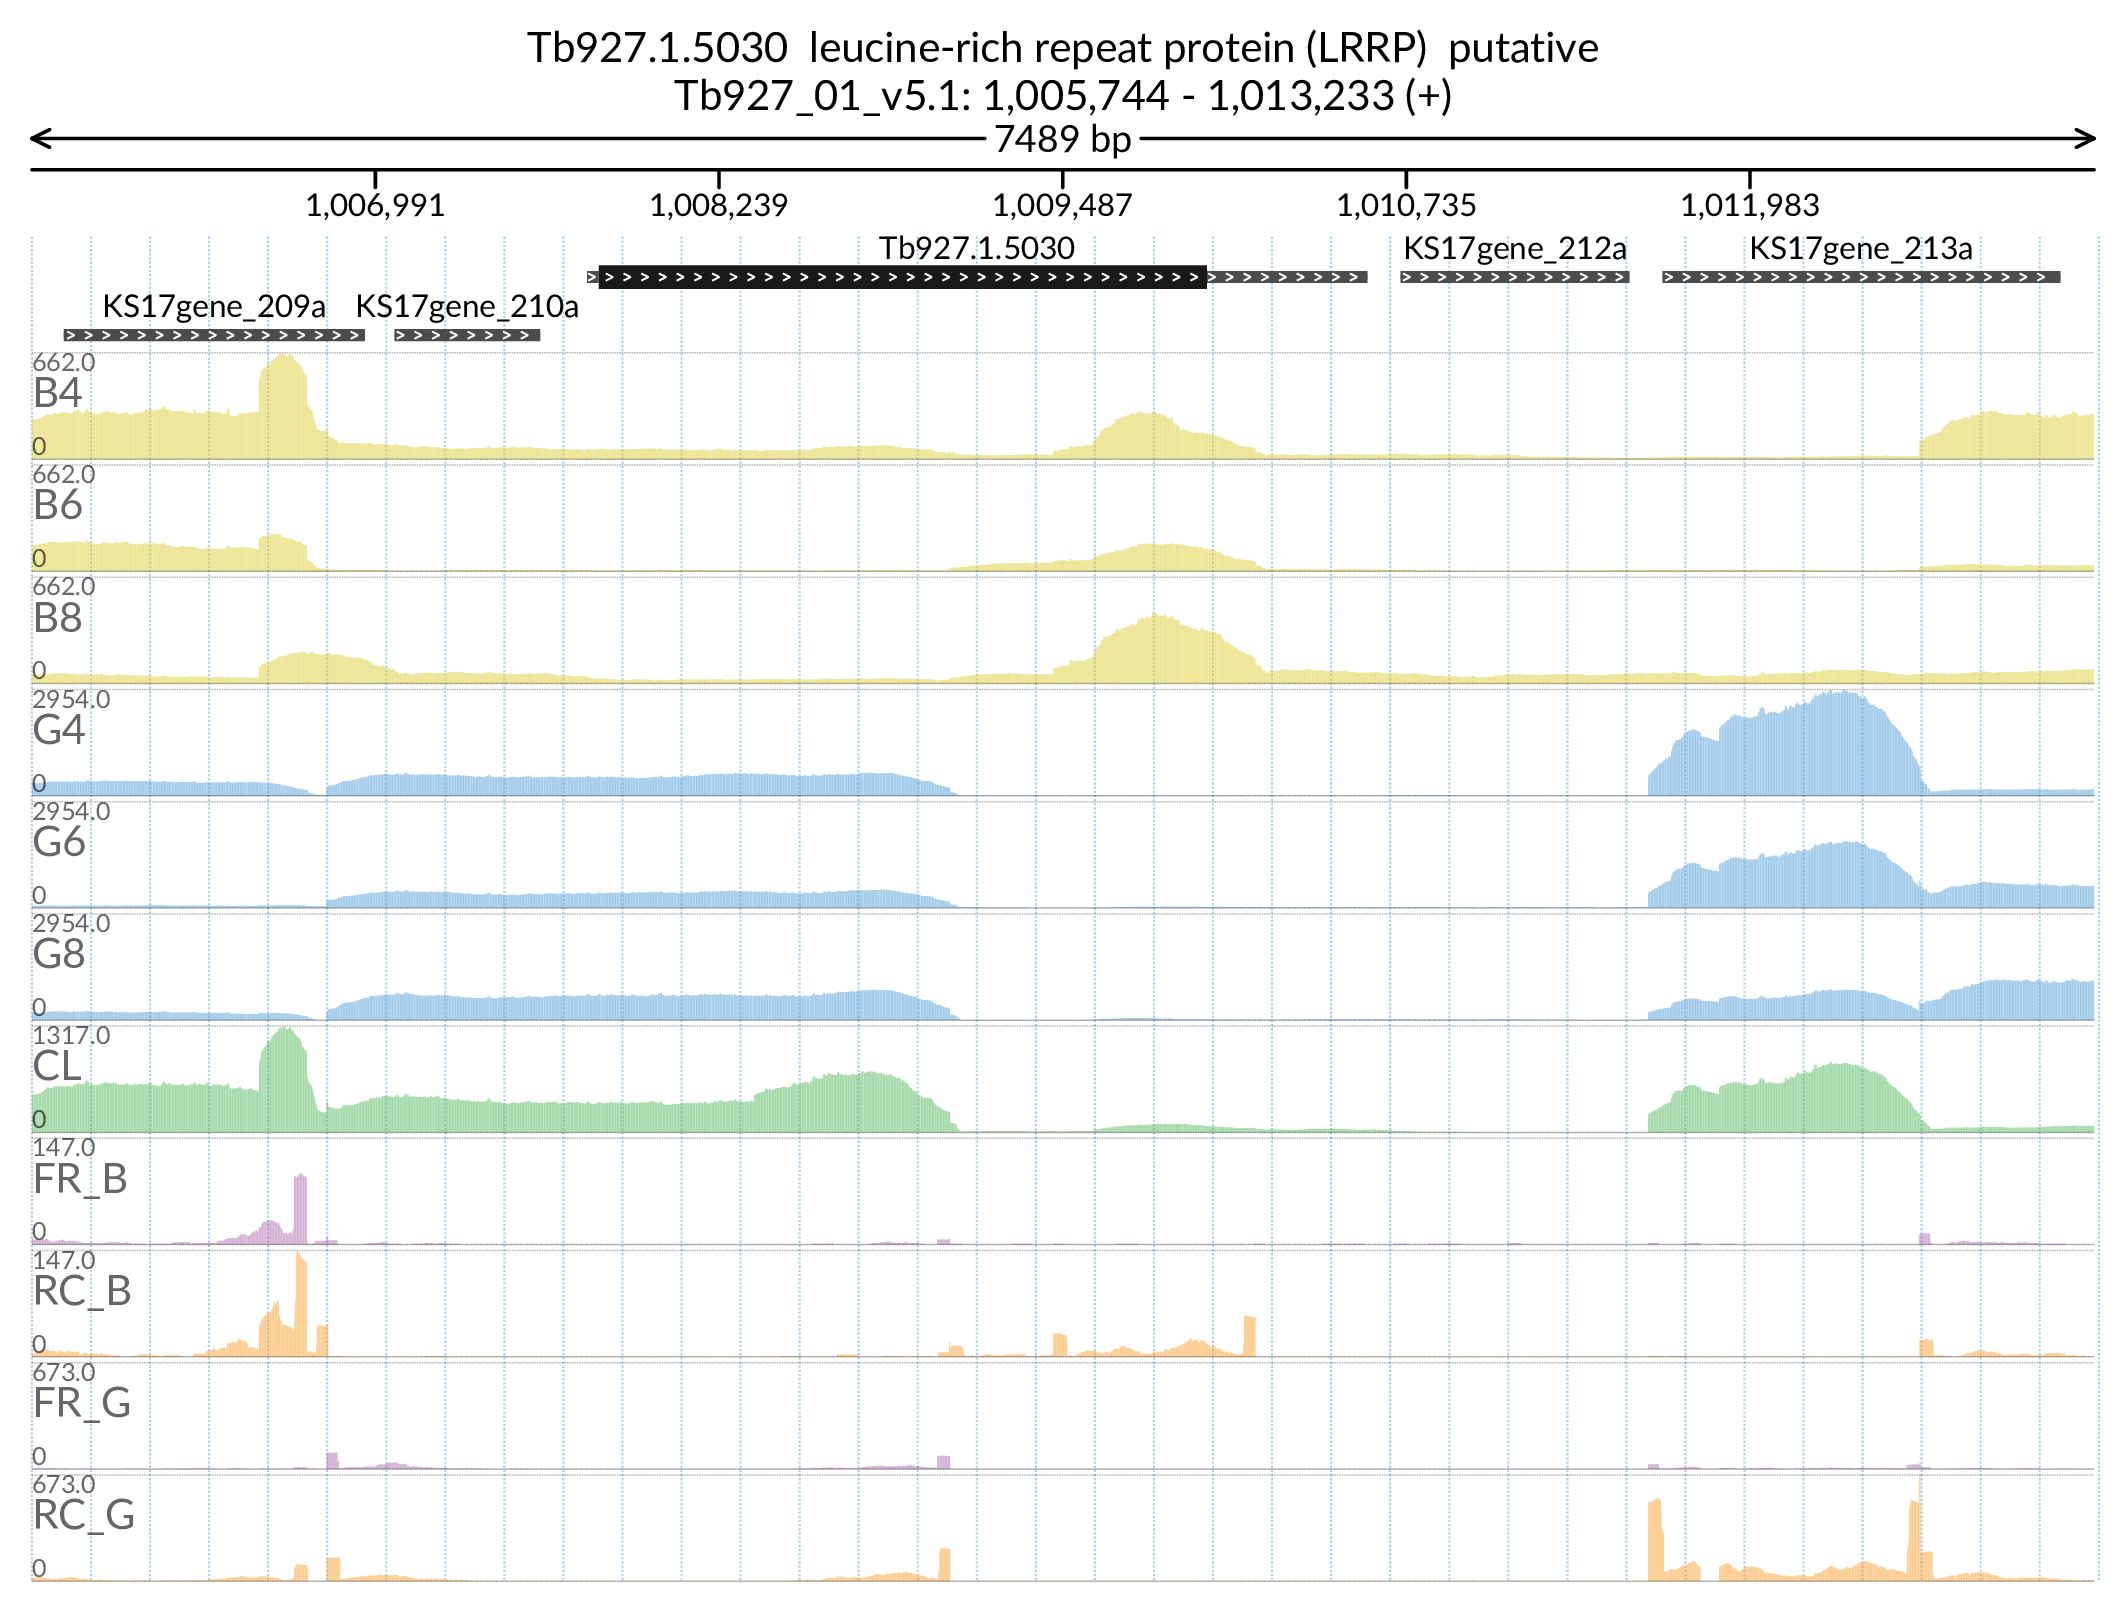 Tb927.1.5030  leucine-rich repeat protein (LRRP)  putative
Tb927_01_v5.1: 1,005,744 - 1,013,233 (+)
7489 bp
1,006,991 1,008,239 1,009,487 1,010,735 1,011,983
Tb927.1.5030 KS17gene_212a KS17gene_213a
KS17gene_209a KS17gene_210a
662.0
B4
0
662.0
B6
0
662.0
B8
0
2954.0
G4
0
2954.0
G6
0
2954.0
G8
0
1317.0
CL
0
147.0
FR_B
0
147.0
RC_B
0
673.0
FR_G
0
673.0
RC_G
0